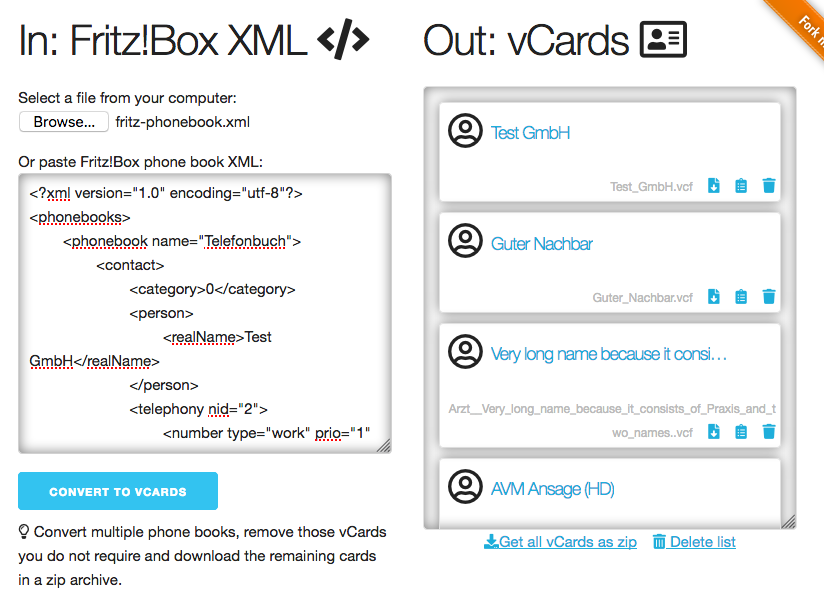 In: Fritz!Box XML
Select a file from your computer:
Browse... fritz-phonebook.xml
Or paste Fritz!Box phone book XML:
<?xml version="1.0" encoding="utf-8"?>
<phonebooks>
<phonebook name="Telefonbuch">
<contact>
<category>0</category>
<person>
<realName>Test
GmbH</realName>
</person>
<telephony nid="2">
<number type="work" prio="1"
CONVERT TO VCARDS
Convert multiple phone books, remove those vCards
you do not require and download the remaining cards
in a zip archive.
Out: vCards
Test GmbH
Test_GmbH.vcf
Guter Nachbar
Guter_Nachbar.vcf
Very long name because it consi…
Arzt__Very_long_name_because_it_consists_of_Praxis_and_t
wo_names..vcf
AVM Ansage (HD)
Get all vCards as zip Delete list
Fork